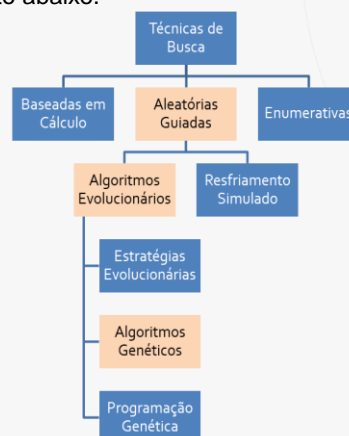 abaixo.
Técnicas de
Busca
Baseadas em
Cálculo
Aleatórias
Guiadas
Enumerativas
Algoritmos
Evolucionários
Resfriamento
Simulado
Estratégias
Evolucionárias
Algoritmos
Genéticos
Programação
Genética